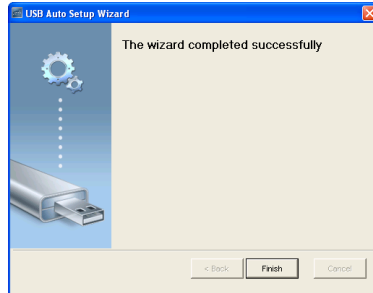 USB Auto Setup Wizard
The wizard completed successfully
< Back Finish Cancel